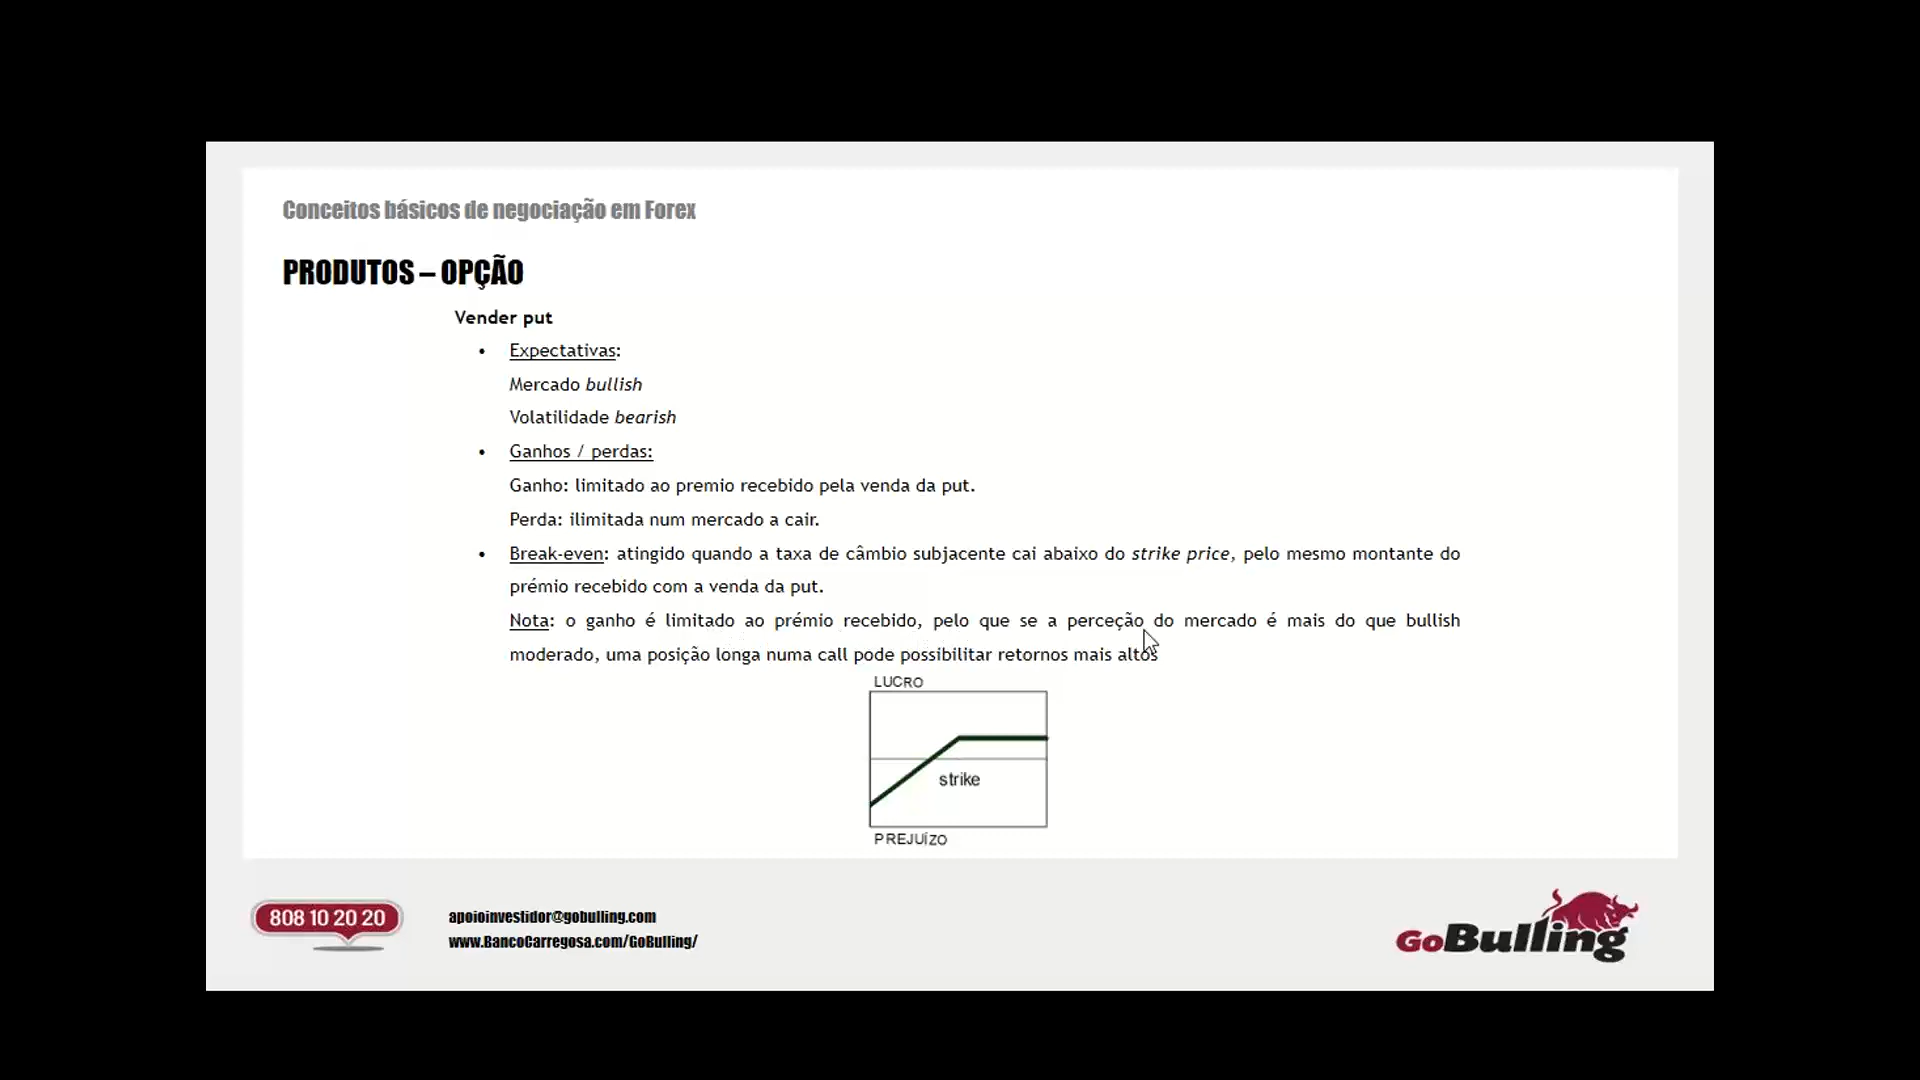 Conceitos básicos de negociação em Forex
PRODUTOS – OPÇÃO
Vender put
• Expectativas:
Mercado bullish
Volatilidade bearish
• Ganhos / perdas:
Ganho: limitado ao premio recebido pela venda da put.
Perda: ilimitada num mercado a cair.
• Break-even: atingido quando a taxa de câmbio subjacente cai abaixo do strike price, pelo mesmo montante do
prémio recebido com a venda da put.
Nota: o ganho é limitado ao prémio recebido, pelo que se a perceção do mercado é mais do que bullish
moderado, uma posição longa numa call pode possibilitar retornos mais altos
LUCRO
strike
PREJUÍZO
808 10 20 20
apoioinvestidor@gobulling.com
www.BancoCarregosa.com/GoBulling/
GoBulling